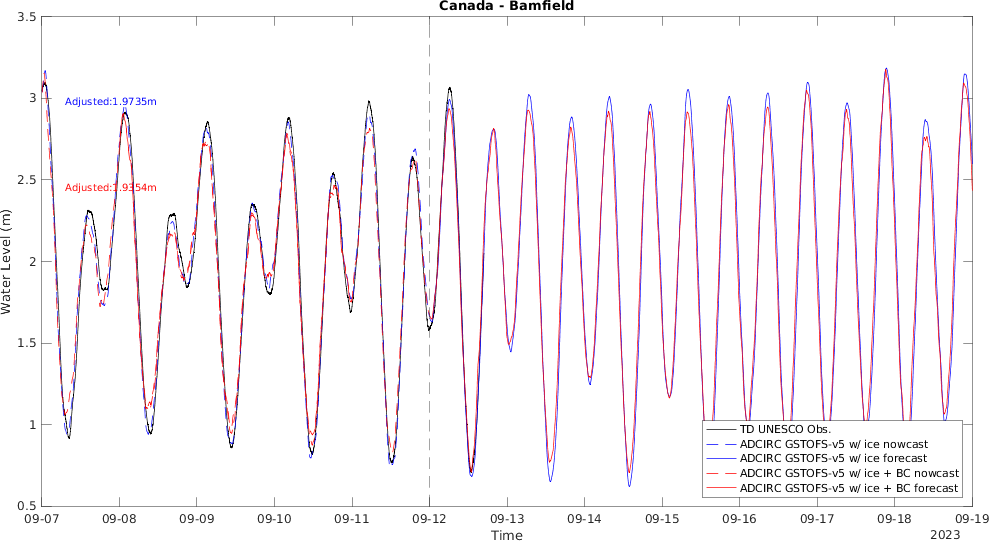 Canada - Bamfield
3.5
3
2.5
2
1.5
1
0.5
Water Level (m)
Adjusted:1.9735m
Adjusted:1.9354m
TD UNESCO Obs.
ADCIRC GSTOFS-v5 w/ ice nowcast
ADCIRC GSTOFS-v5 w/ ice forecast
ADCIRC GSTOFS-v5 w/ ice + BC nowcast
ADCIRC GSTOFS-v5 w/ ice + BC forecast
09-07 09-08 09-09 09-10 09-11 09-12 09-13 09-14 09-15 09-16 09-17 09-18 09-19
Time
2023